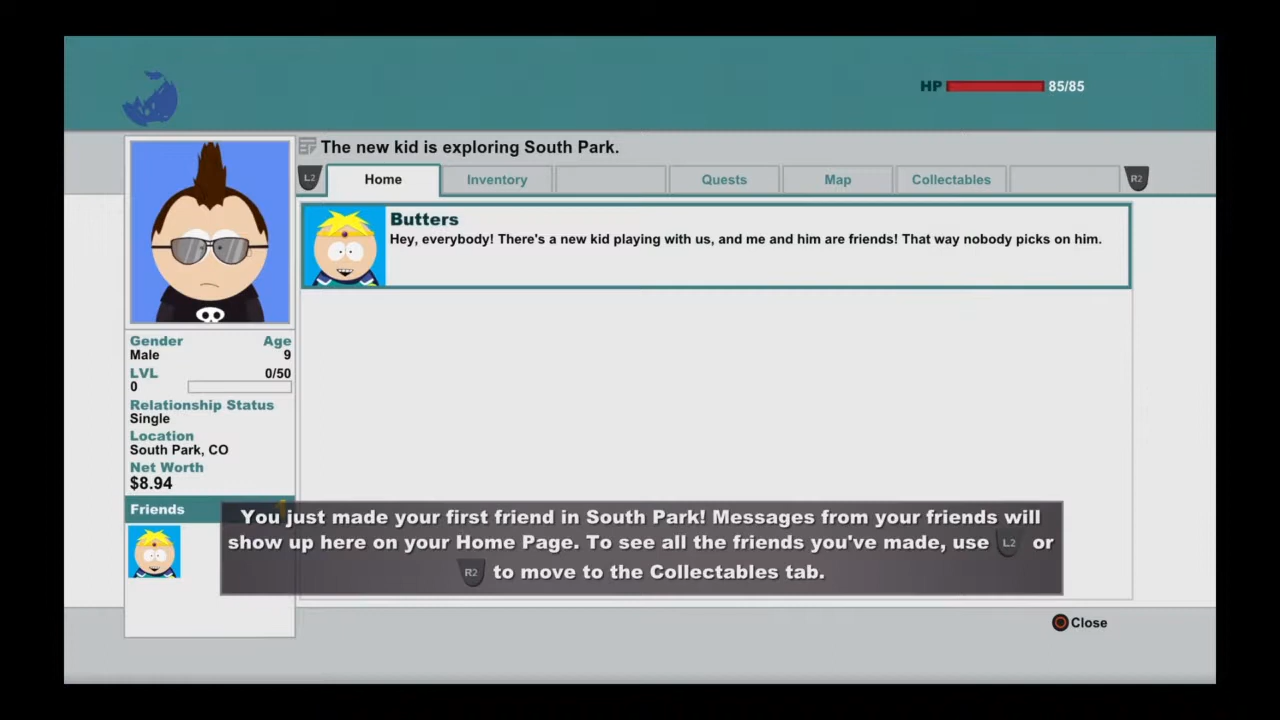 HP 85/85
The new kid is exploring South Park.
L2 Home Inventory Quests Map Collectables R2
Butters
Hey, everybody! There's a new kid playing with us, and me and him are friends! That way nobody picks on him.
Gender Age
Male 9
LVL 0/50
0
Relationship Status
Single
Location
South Park, CO
Net Worth
$8.94
Friends 1
You just made your first friend in South Park! Messages from your friends will
show up here on your Home Page. To see all the friends you've made, use L2 or
R2 to move to the Collectables tab.
Close